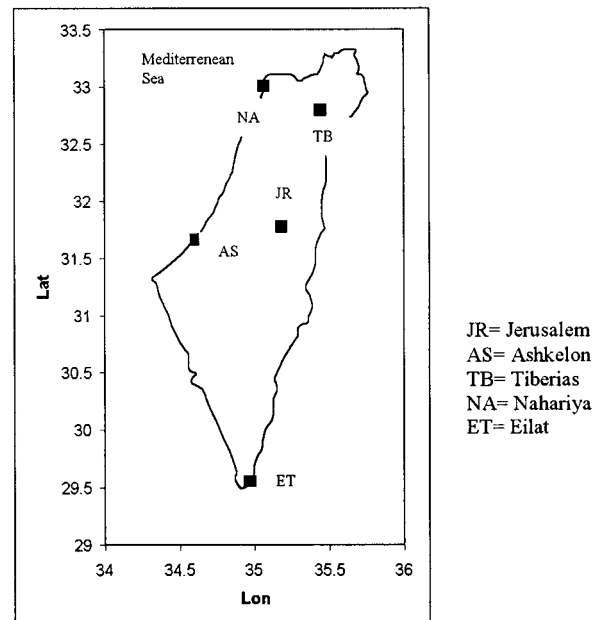 33.5
Mediterranean
Sea
33
NA
TB
32.5
32
JR
31.5
AS
Lat
31
JR= Jerusalem
AS= Ashkelon
30.5
TB= Tiberias
NA= Nahariya
30
ET= Eilat
29.5
ET
29
34
34.5
35
35.5
36
Lon